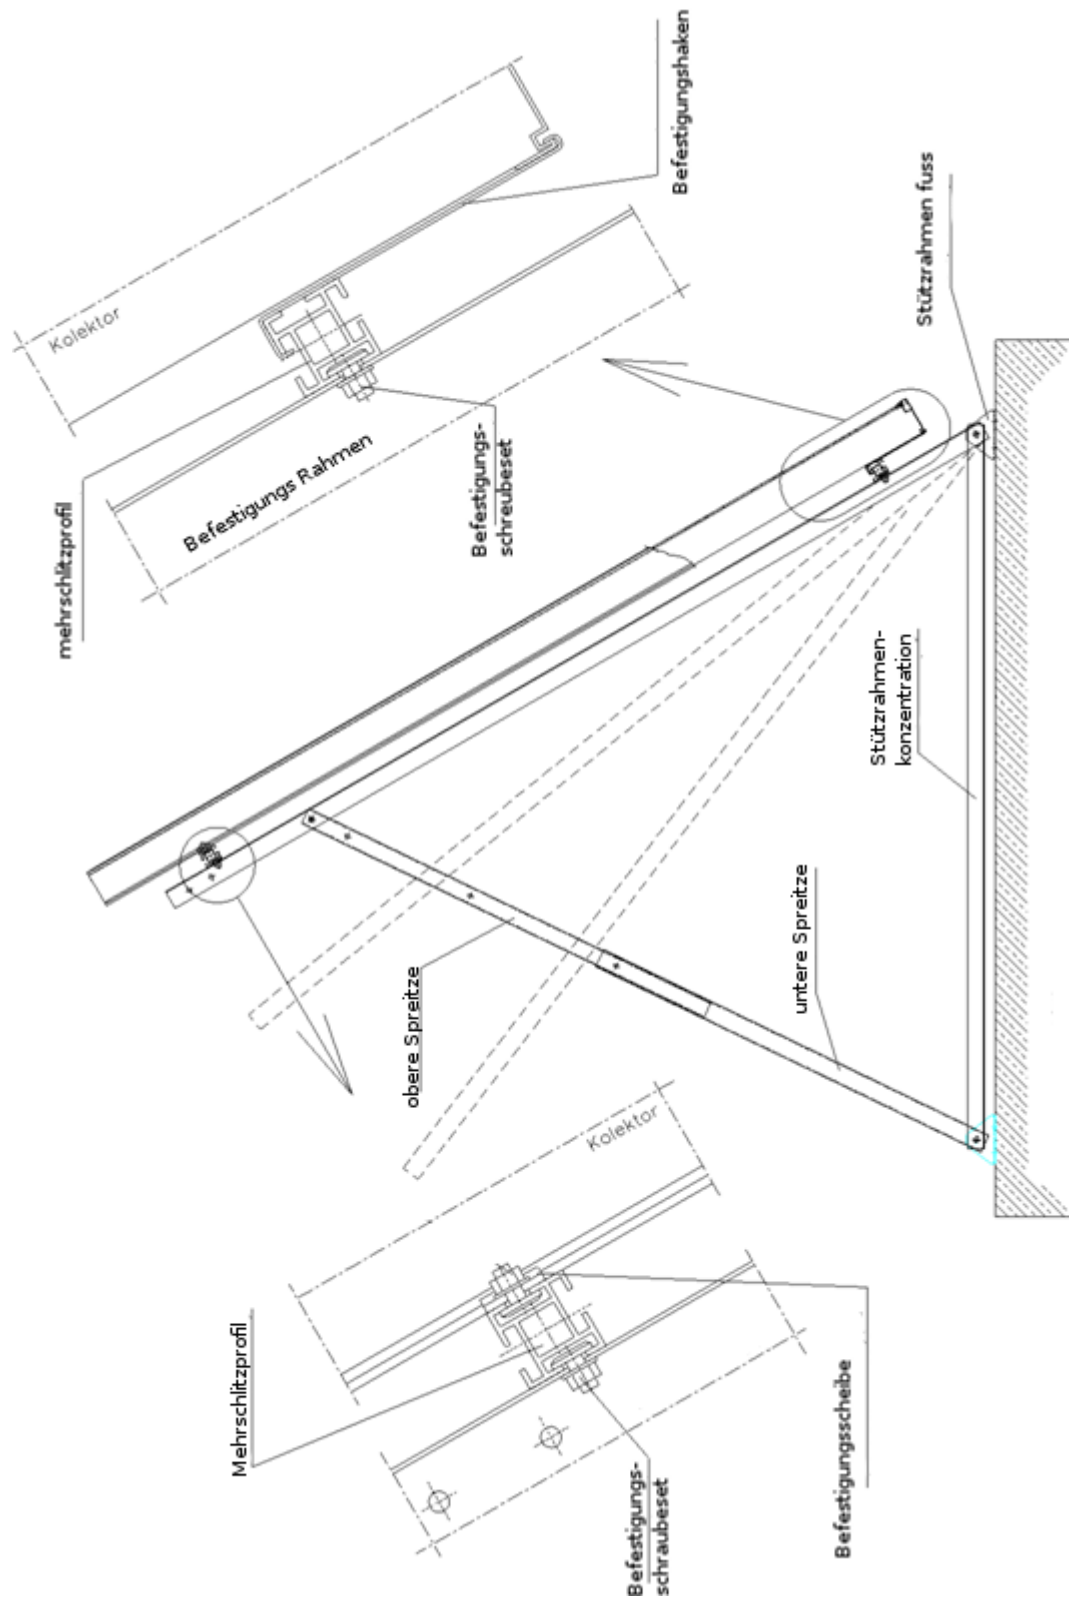 Kolektor
mehrschlitzprofil
Befestigungs Rahmen
Befestigungs-
schreubeset
Befestigungshaken
Stützrahmen fuss
Stützrahmen-
konzentration
obere Spreitze
untere Spreitze
Kolektor
Mehrschlitzprofil
Befestigungs-
schraubeset
Befestigungsscheibe